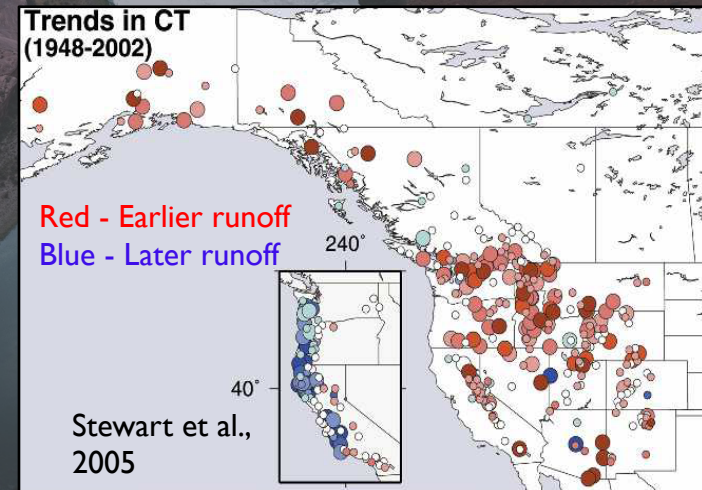 Trends in CT
(1948-2002)
Red - Earlier runoff
Blue - Later runoff
240°
40°
Stewart et al.,
2005